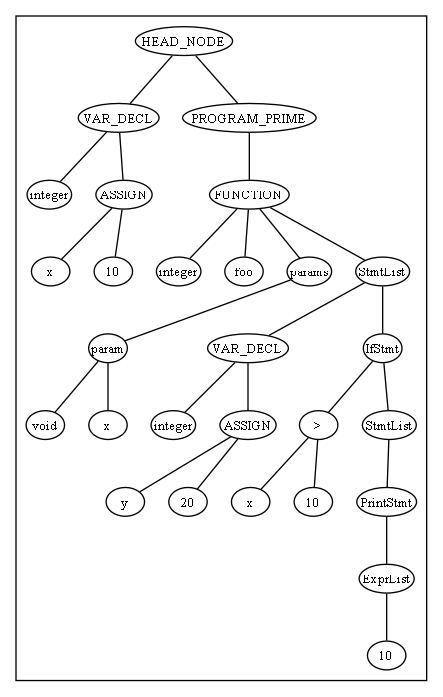 HEAD_NODE
VAR_DECL PROGRAM_PRIME
integer ASSIGN FUNCTION
x 10 integer foo params StmtList
param VAR_DECL IfStmt
void x integer ASSIGN > StmtList
y 20 x 10 PrintStmt
ExprList
10